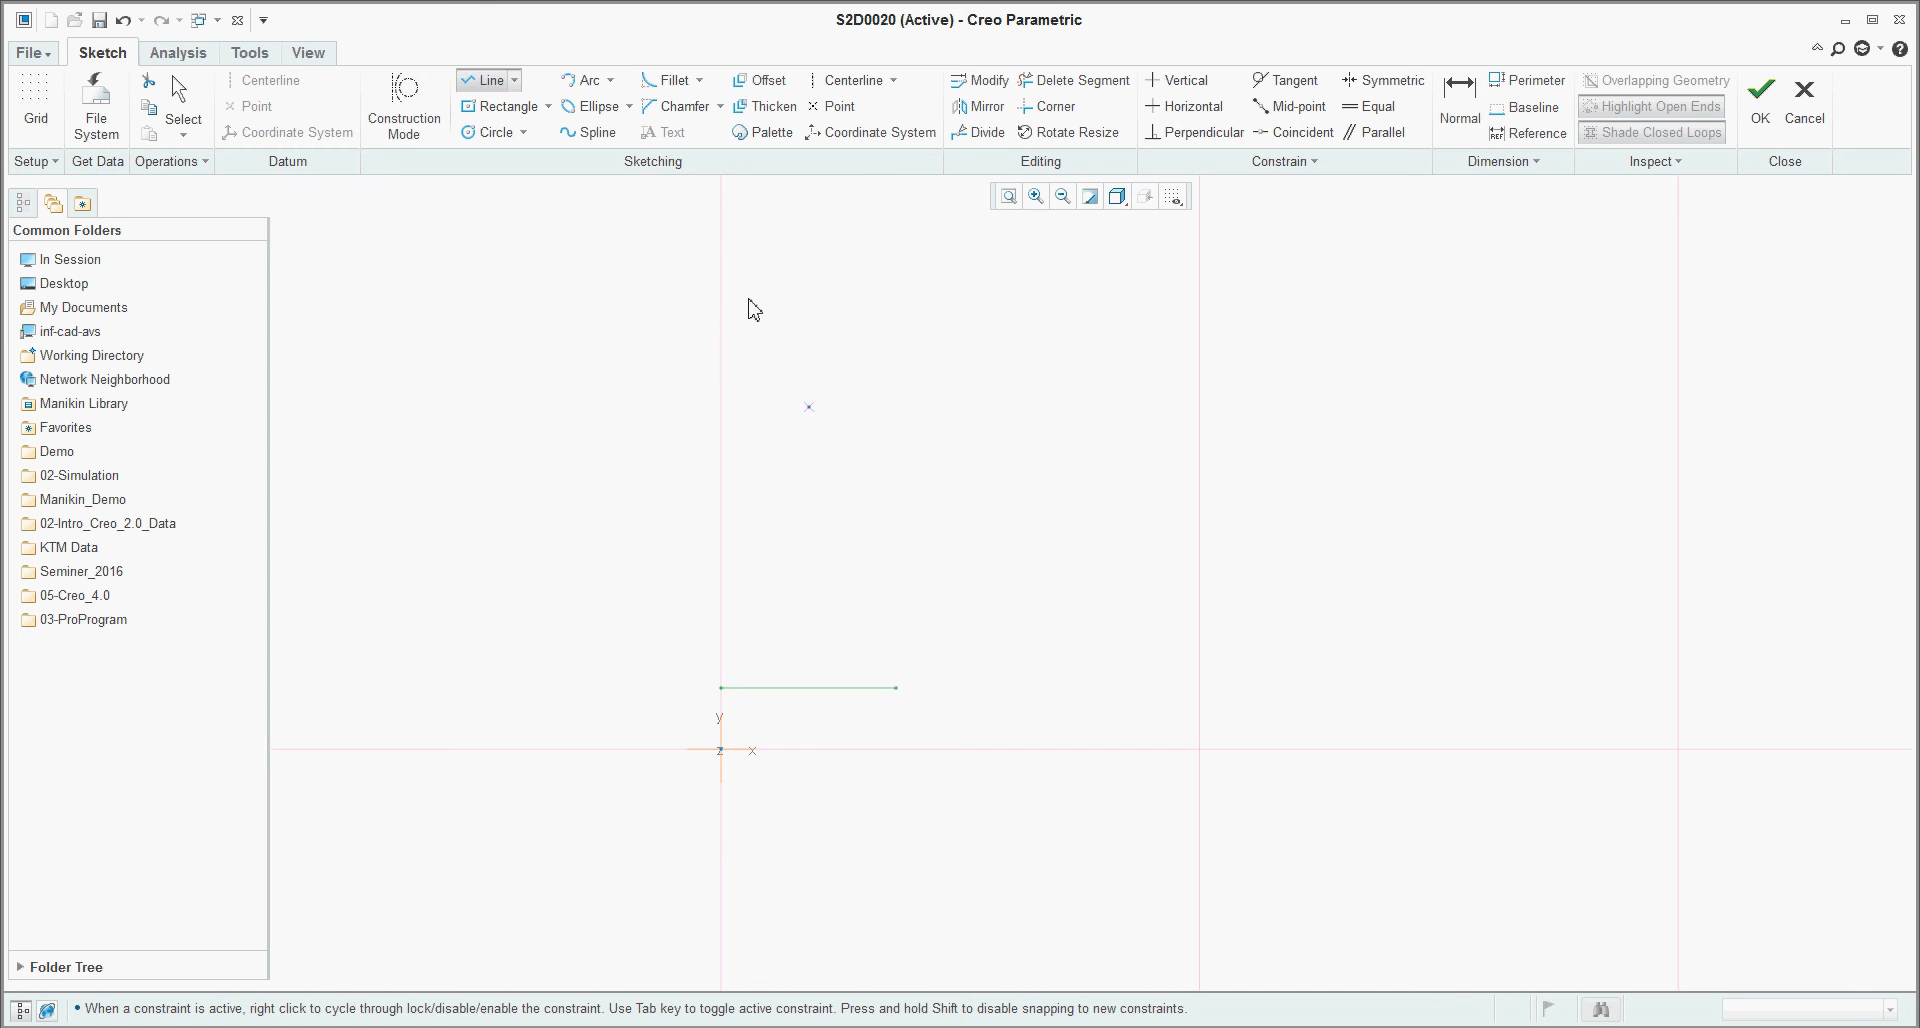 S2D0020 (Active) - Creo Parametric
File Sketch Analysis Tools View
Grid
File System
Select
Centerline
Point
Coordinate System
Construction Mode
Line Arc Fillet Offset Centerline
Rectangle Ellipse Chamfer Thicken Point
Circle Spline Text Palette Coordinate System
Modify Delete Segment
Mirror Corner
Divide Rotate Resize
Vertical Tangent Symmetric
Horizontal Mid-point Equal
Perpendicular Coincident Parallel
Normal
Perimeter
Baseline
Reference
Overlapping Geometry
Highlight Open Ends
Shade Closed Loops
OK
Cancel
Setup Get Data Operations Datum Sketching Editing Constrain Dimension Inspect Close
Common Folders
In Session
Desktop
My Documents
inf-cad-avs
Working Directory
Network Neighborhood
Manikin Library
Favorites
Demo
02-Simulation
Manikin_Demo
02-Intro_Creo_2.0_Data
KTM Data
Seminer_2016
05-Creo_4.0
03-ProProgram
y
z x
Folder Tree
• When a constraint is active, right click to cycle through lock/disable/enable the constraint. Use Tab key to toggle active constraint. Press and hold Shift to disable snapping to new constraints.